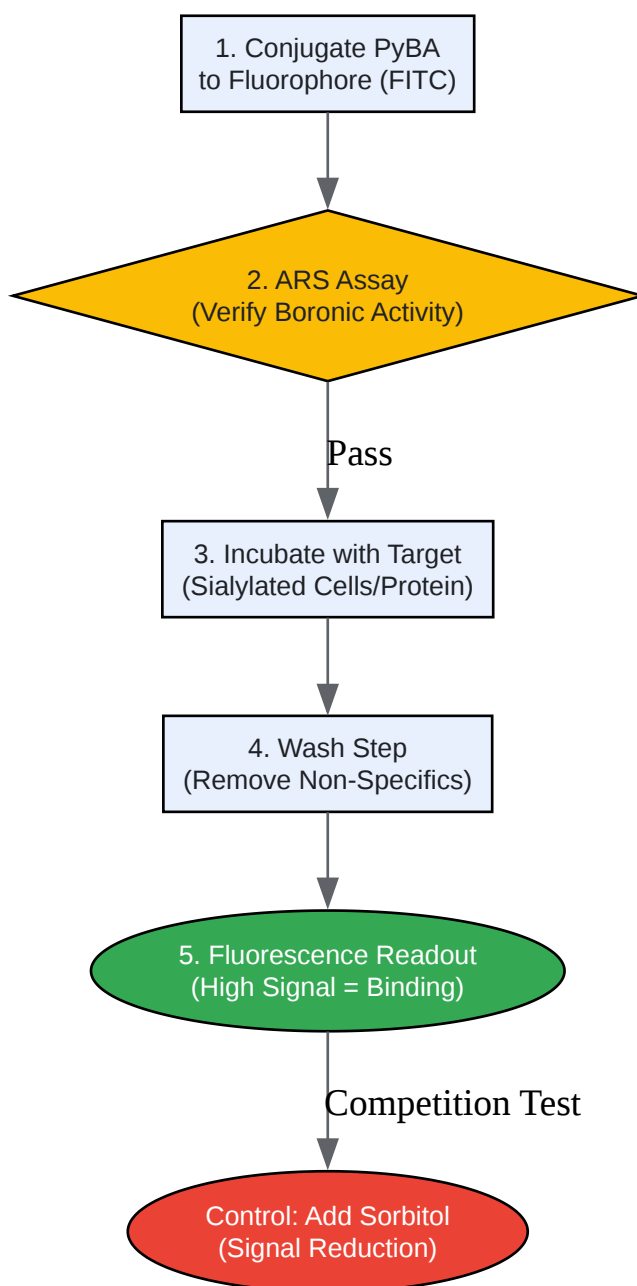 1. Conjugate PyBA
to Fluorophore (FITC)
2. ARS Assay
(Verify Boronic Activity)
Pass
3. Incubate with Target
(Sialylated Cells/Protein)
4. Wash Step
(Remove Non-Specifics)
5. Fluorescence Readout
(High Signal = Binding)
Competition Test
Control: Add Sorbitol
(Signal Reduction)